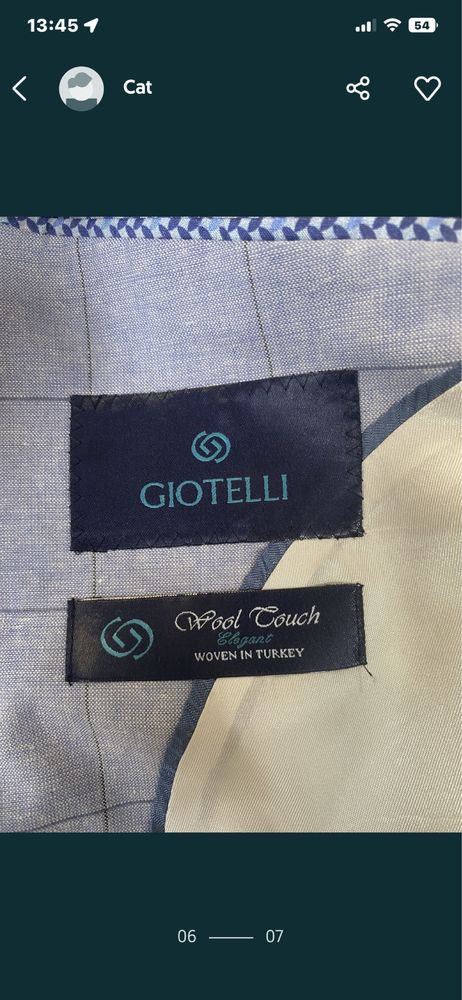 13:45
54
Cat
GIOTELLI
Wool Touch
Elegant
WOVEN IN TURKEY
06
07